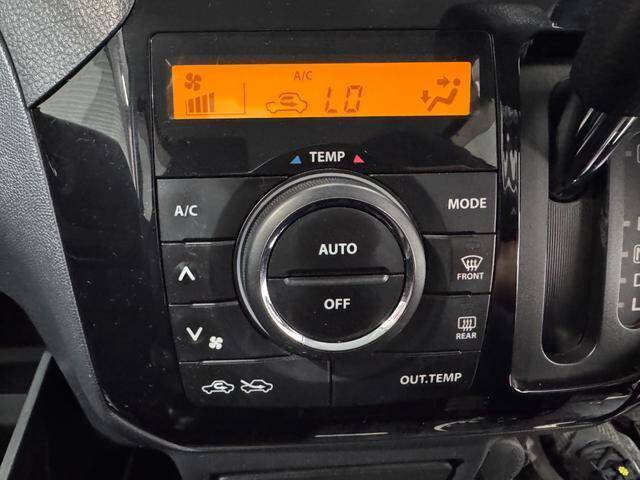 A/C
LO
TEMP
A/C
MODE
AUTO
OFF
FRONT
REAR
OUT.TEMP
D
L